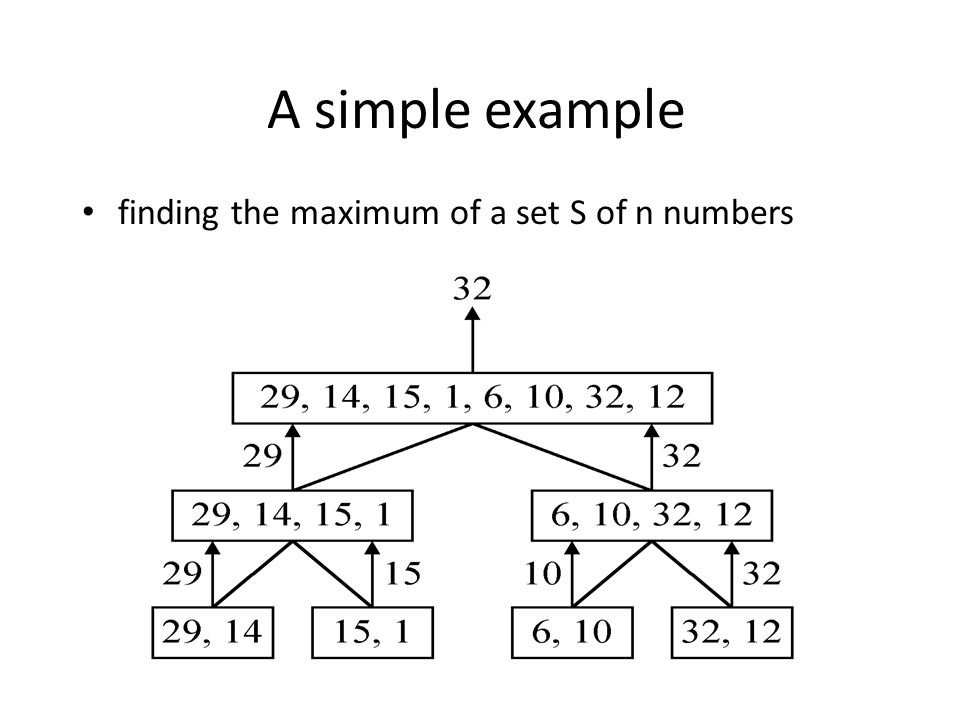 A simple example
• finding the maximum of a set S of n numbers
32
29, 14, 15, 1, 6, 10, 32, 12
29 32
29, 14, 15, 1 6, 10, 32, 12
29 15 10 32
29, 14 15, 1 6, 10 32, 12